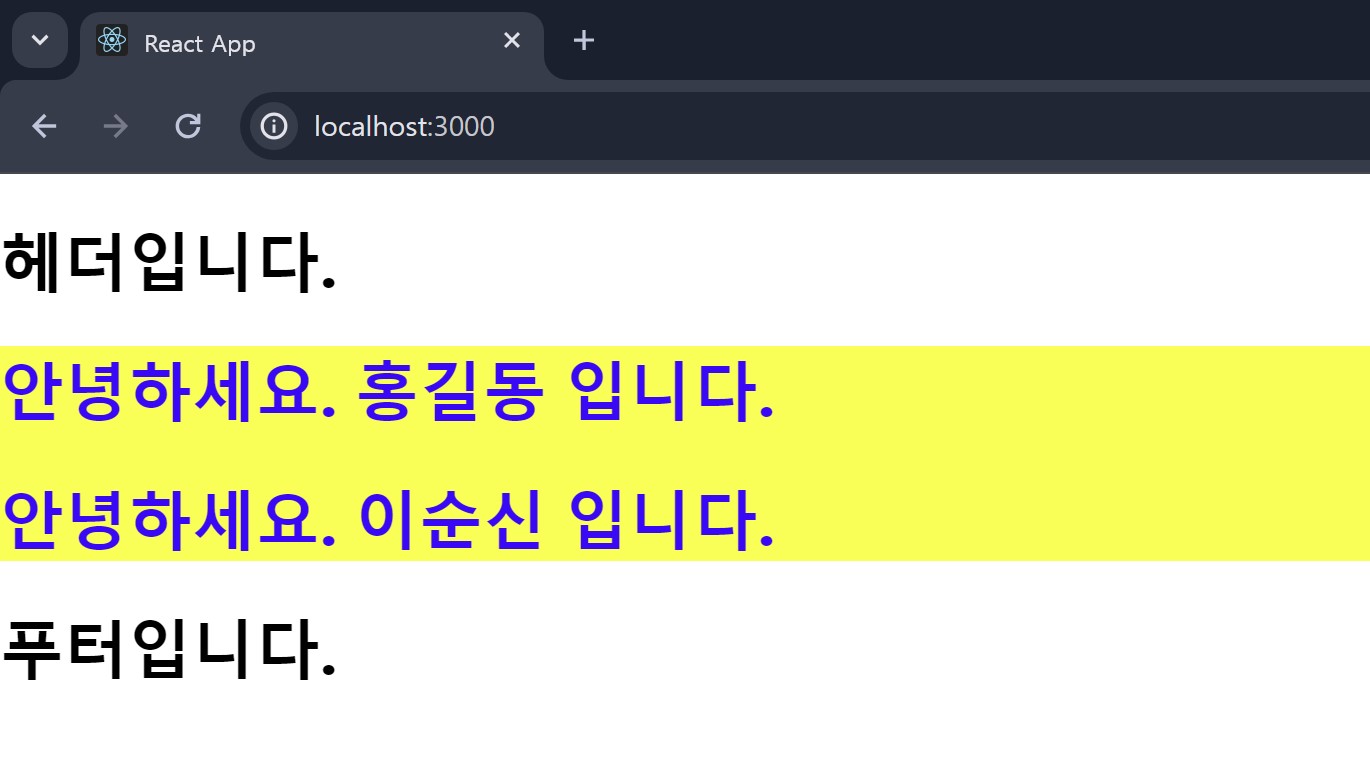 React App
localhost:3000
헤더입니다.
안녕하세요. 홍길동 입니다.
안녕하세요. 이순신 입니다.
푸터입니다.